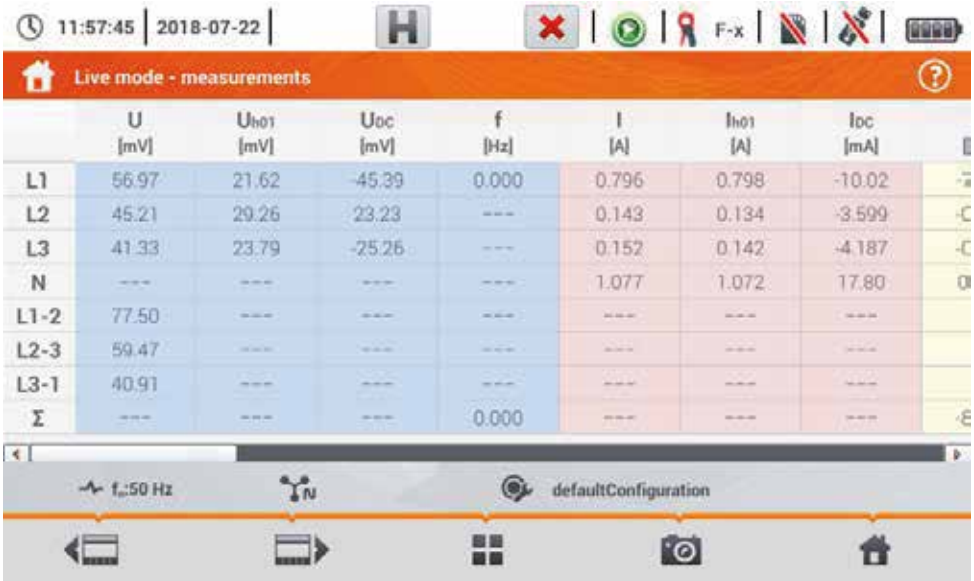 11:57:45 2018-07-22 H F-x
Live mode - measurements ?
U Uh01 UDC f I Ih01 IDC
[mV] [mV] [mV] [Hz] [A] [A] [mA]
L1 56.97 21.62 -45.39 0.000 0.796 0.798 -10.02
L2 45.21 29.26 23.23 --- 0.143 0.134 -3.599
L3 41.33 23.79 -25.26 --- 0.152 0.142 -4.187
N --- --- --- --- 1.077 1.072 17.80
L1-2 77.50 --- --- --- --- --- ---
L2-3 59.47 --- --- --- --- --- ---
L3-1 40.91 --- --- --- --- --- ---
Σ --- --- --- 0.000 --- --- ---
fn:50 Hz N defaultConfiguration